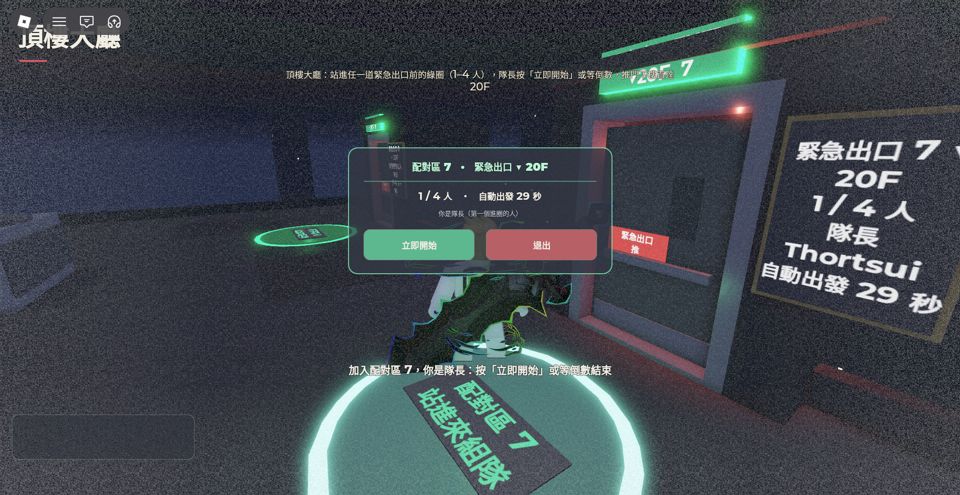 頂樓大廳
頂樓大廳：站進任一道緊急出口前的綠圈（1–4 人），隊長按「立即開始」或等倒數，推門
20F
▼20F 7
配對區 7 • 緊急出口 ▼ 20F
1 / 4 人 • 自動出發 29 秒
你是隊長（第一個進圈的人）
立即開始
退出
緊急出口
推
緊急出口 7 ▼
20F
1 / 4 人
隊長
Thortsui
自動出發 29 秒
加入配對區 7，你是隊長：按「立即開始」或等倒數結束
配對區 7
站進來組隊